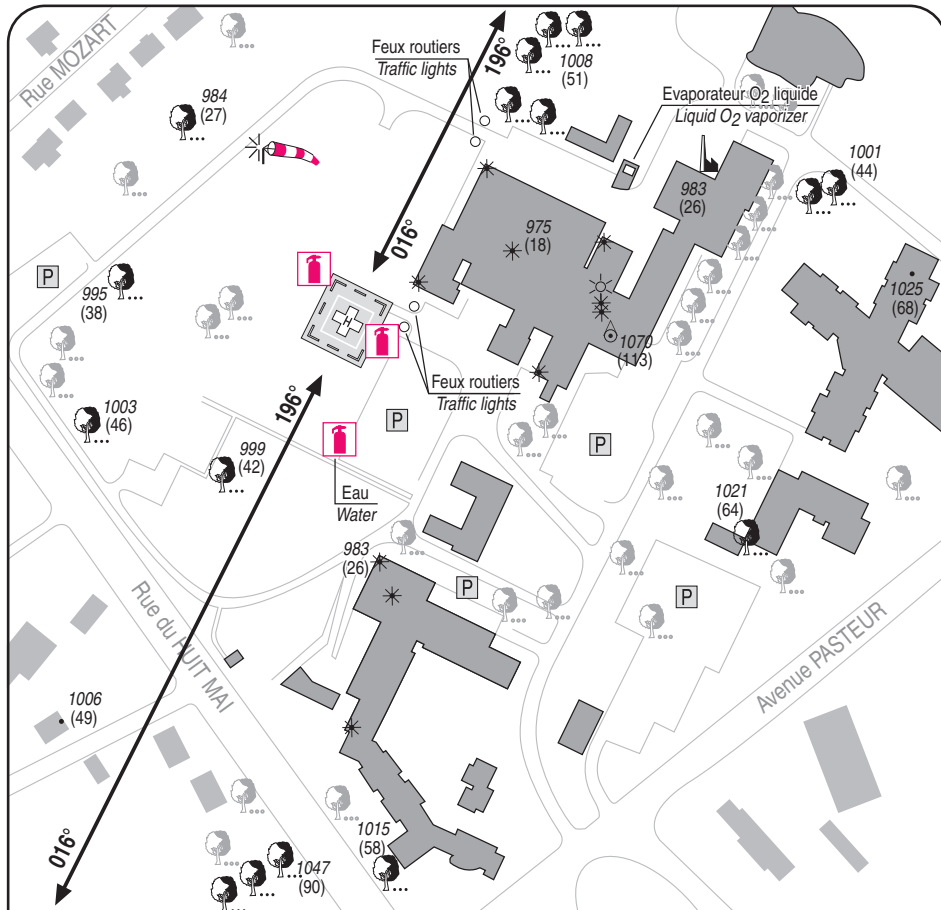 Rue MOZART
984
(27)
Feux routiers
Traffic lights
196°
1008
(51)
Evaporateur O2 liquide
Liquid O2 vaporizer
1001
(44)
983
(26)
975
(18)
016°
P
995
(38)
H
1025
(68)
1070
(113)
Feux routiers
Traffic lights
196°
1003
(46)
P
P
999
(42)
Eau
Water
1021
(64)
983
(26)
P
P
Rue du HUIT MAI
Avenue PASTEUR
1006
(49)
016°
1015
(58)
1047
(90)